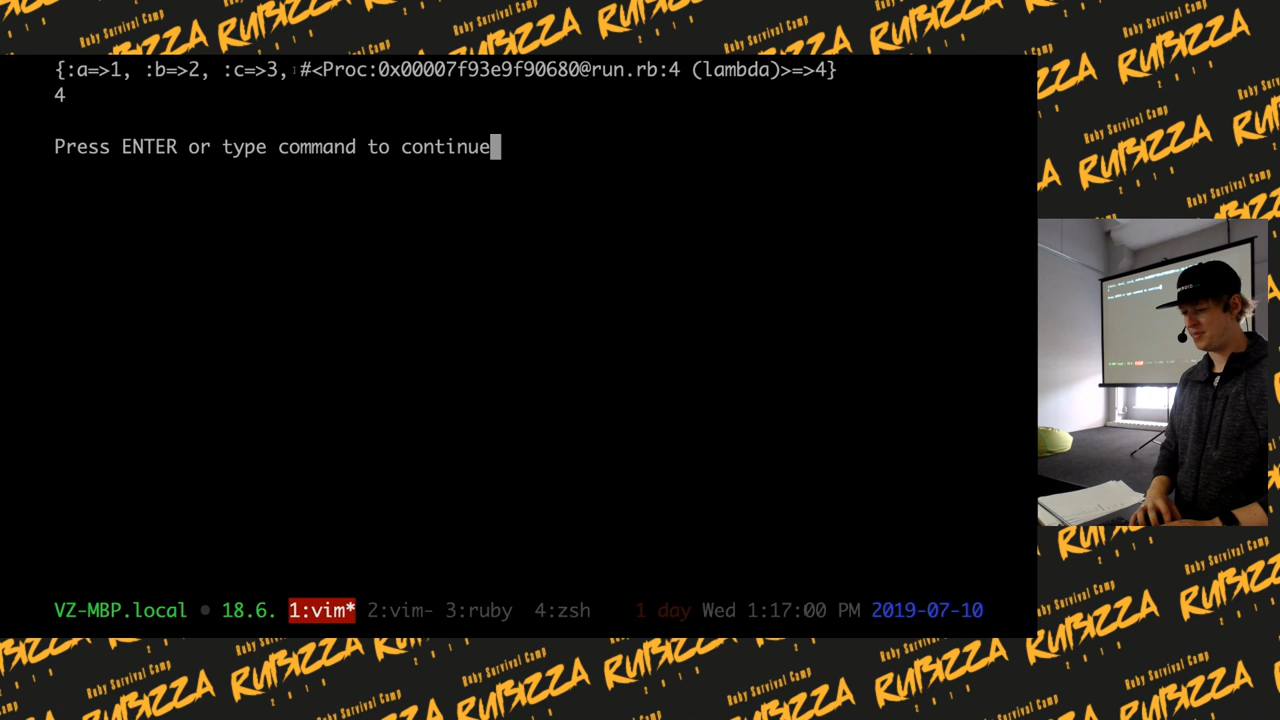 {:a=>1, :b=>2, :c=>3, #<Proc:0x00007f93e9f90680@run.rb:4 (lambda)>=>4}
4
Press ENTER or type command to continue
VZ-MBP.local ● 18.6. 1:vim* 2:vim- 3:ruby 4:zsh 1 day Wed 1:17:00 PM 2019-07-10
Ruby Survival Camp
RUBIZZA
2019